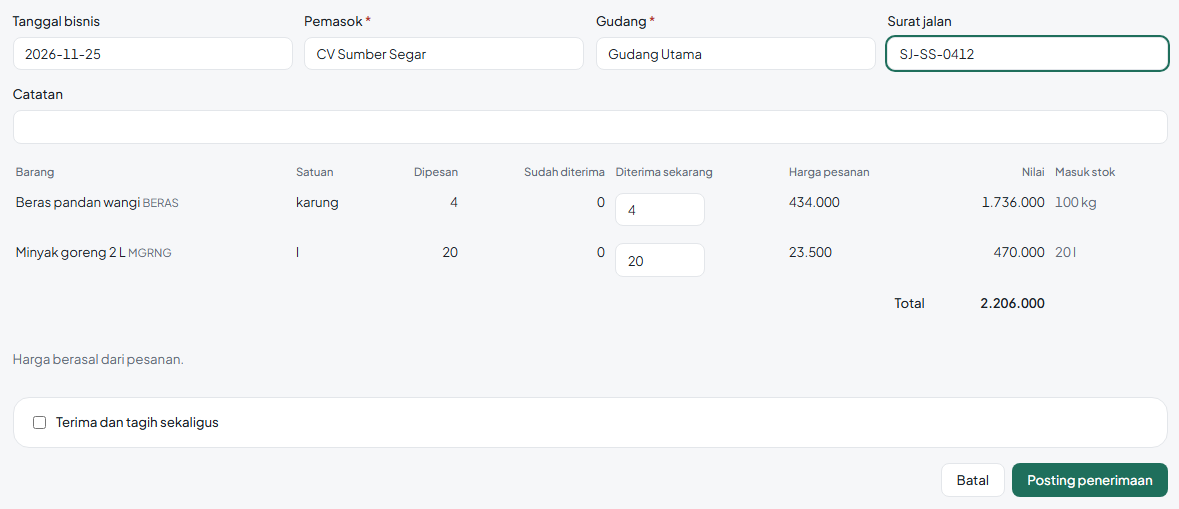 Tanggal bisnis Pemasok * Gudang * Surat jalan
2026-11-25 CV Sumber Segar Gudang Utama SJ-SS-0412
Catatan
Barang Satuan Dipesan Sudah diterima Diterima sekarang Harga pesanan Nilai Masuk stok
Beras pandan wangi BERAS karung 4 0 4 434.000 1.736.000 100 kg
Minyak goreng 2 L MGRNG l 20 0 20 23.500 470.000 20 l
Total 2.206.000
Harga berasal dari pesanan.
Terima dan tagih sekaligus
Batal Posting penerimaan